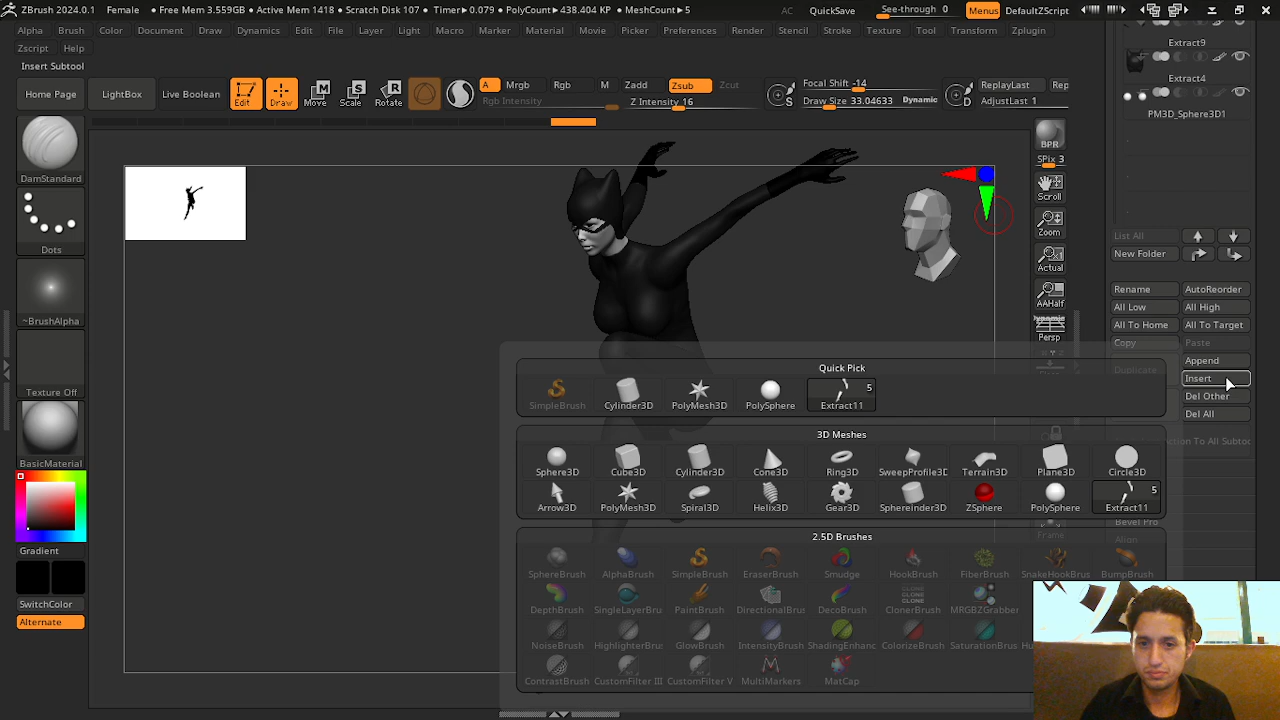 ZBrush 2024.0.1 Female • Free Mem 3.559GB • Active Mem 1418 • Scratch Disk 107 • Timer▸0.079 • PolyCount▸438.404 KP • MeshCount▸5 AC QuickSave See-through 0 Menus DefaultZScript
Alpha Brush Color Document Draw Dynamics Edit File Layer Light Macro Marker Material Movie Picker Preferences Render Stencil Stroke Texture Tool Transform Zplugin
Zscript Help
Insert Subtool
Home Page LightBox Live Boolean Edit Draw Move Scale Rotate A Mrgb Rgb M Zadd Zsub Zcut
Rgb Intensity Z Intensity 16
S Focal Shift -14
Draw Size 33.04633 Dynamic
D ReplayLast Rep
AdjustLast 1
DamStandard
Dots
~BrushAlpha
Texture Off
BasicMaterial
Gradient
SwitchColor
Alternate
BPR
SPix 3
Scroll
Zoom
Actual
AAHalf
Dynamic
Persp
Frame
Extract9
Extract4
PM3D_Sphere3D1
List All
New Folder
Rename AutoReorder
All Low All High
All To Home All To Target
Copy Paste
Duplicate Append
Insert
Del Other
Del All
Bevel Pro
Align
Quick Pick
SimpleBrush Cylinder3D PolyMesh3D PolySphere 5 Extract11
3D Meshes
Sphere3D Cube3D Cylinder3D Cone3D Ring3D SweepProfile3D Terrain3D Plane3D Circle3D
Arrow3D PolyMesh3D Spiral3D Helix3D Gear3D Sphereinder3D ZSphere PolySphere 5 Extract11
2.5D Brushes
SphereBrush AlphaBrush SimpleBrush EraserBrush Smudge HookBrush FiberBrush SnakeHookBrus BumpBrush
DepthBrush SingleLayerBru PaintBrush DirectionalBrus DecoBrush ClonerBrush MRGBZGrabber
NoiseBrush HighlighterBru GlowBrush IntensityBrush ShadingEnhanc ColorizeBrush SaturationBrus
ContrastBrush CustomFilter III CustomFilter V MultiMarkers MatCap